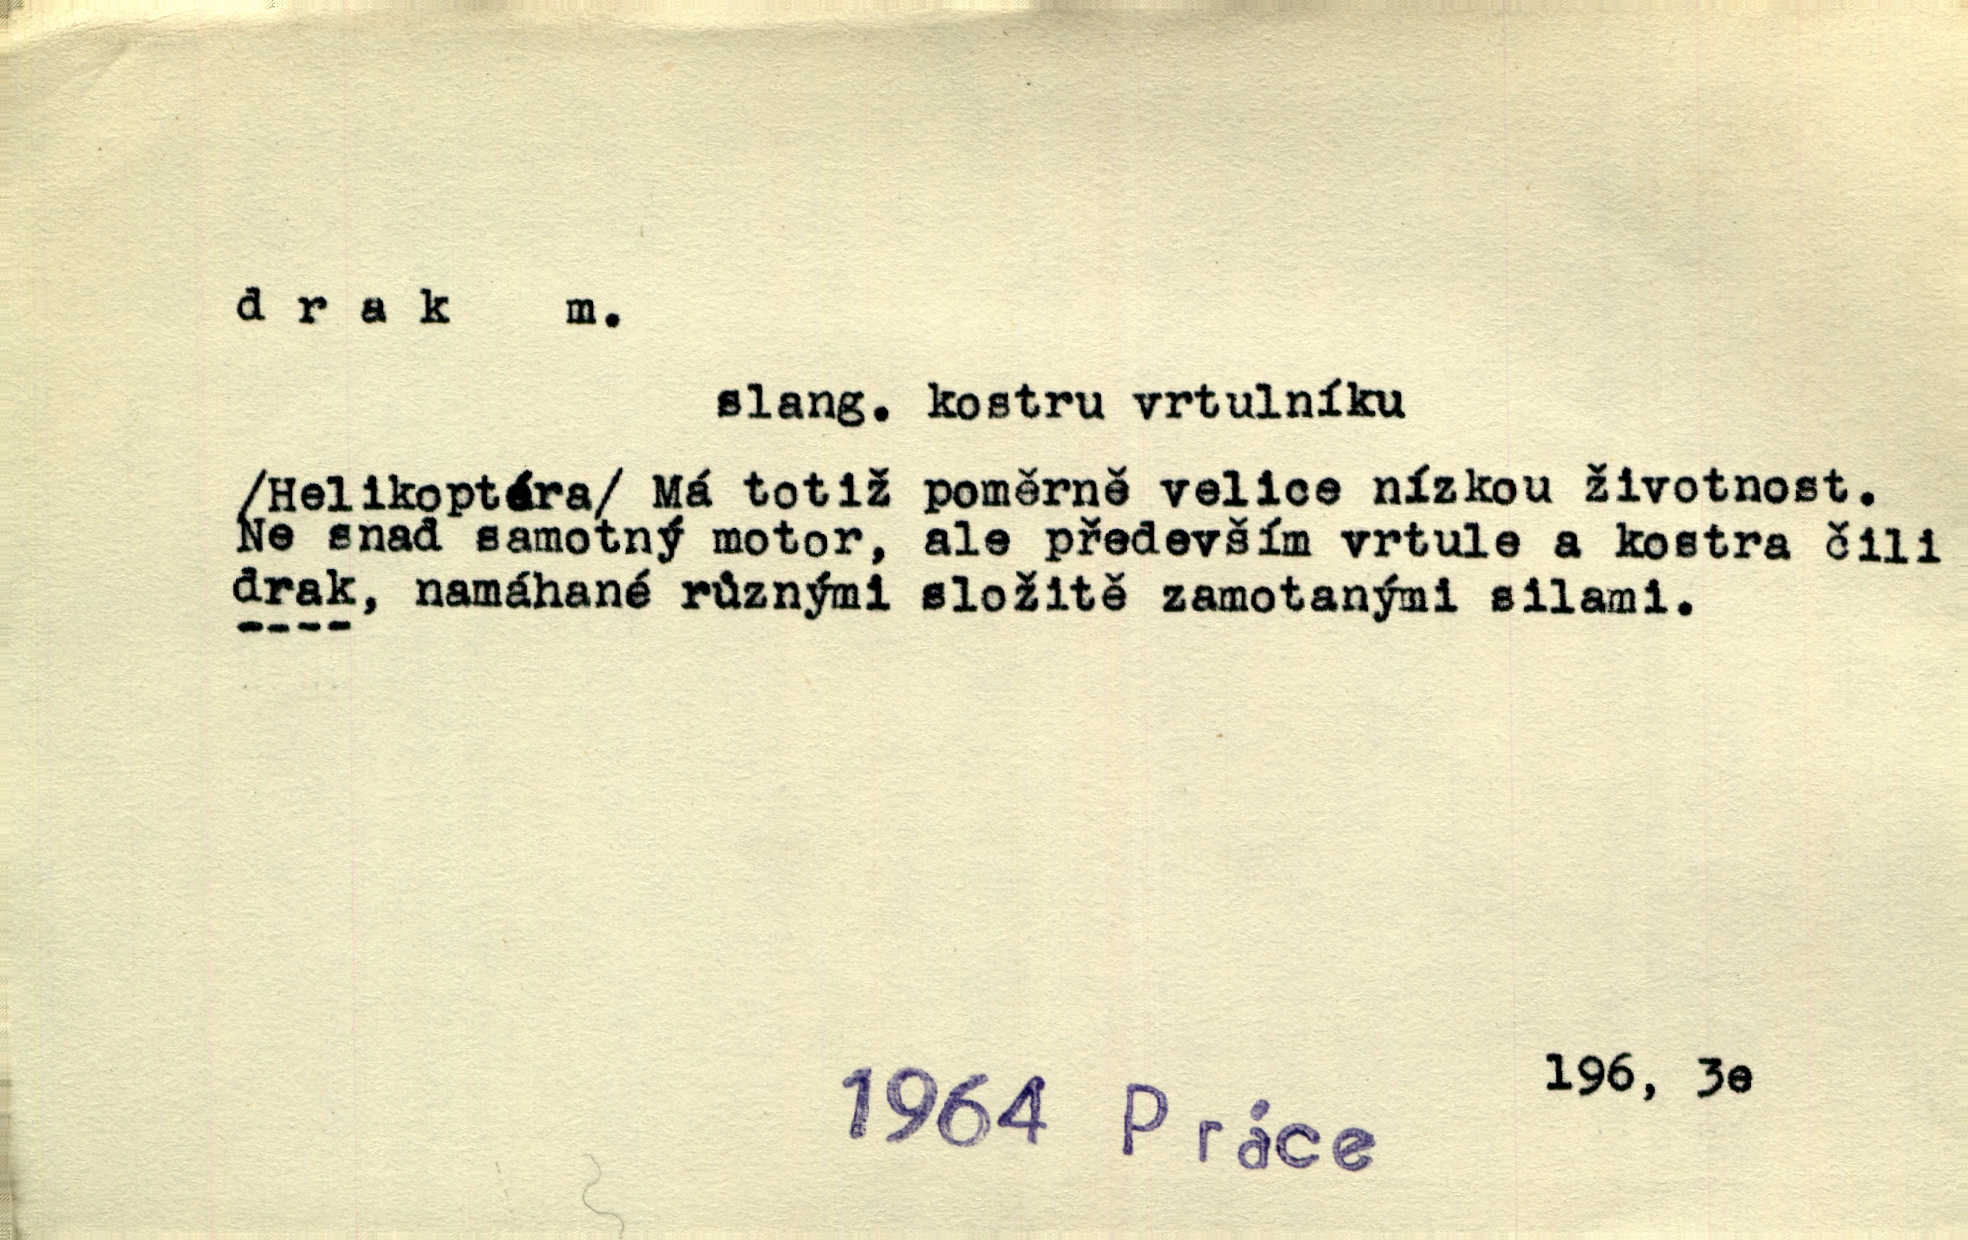 drak m.
slang. kostru vrtulníku
/Helikoptéra/ Má totiž poměrně velice nízkou životnost.
Ne snad samotný motor, ale především vrtule a kostra čili
drak, namáhané různými složitě zamotanými silami.
196, 3e
1964 Práce